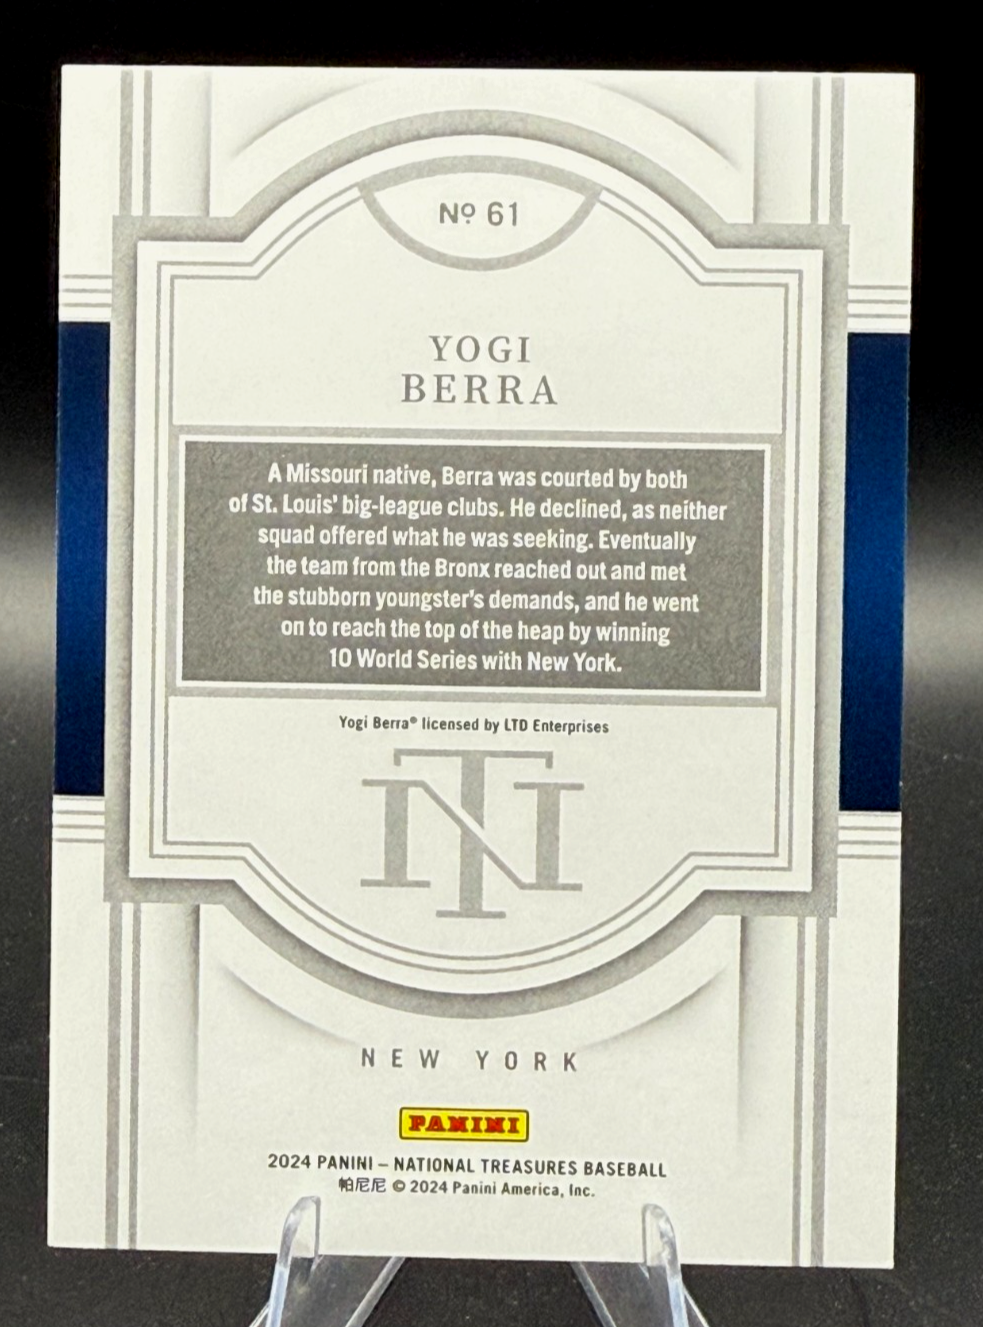 Nº 61
YOGI
BERRA
A Missouri native, Berra was courted by both
of St. Louis' big-league clubs. He declined, as neither
squad offered what he was seeking. Eventually
the team from the Bronx reached out and met
the stubborn youngster's demands, and he went
on to reach the top of the heap by winning
10 World Series with New York.
Yogi Berra® licensed by LTD Enterprises
NT
NEW YORK
PANINI
2024 PANINI – NATIONAL TREASURES BASEBALL
帕尼尼 © 2024 Panini America, Inc.